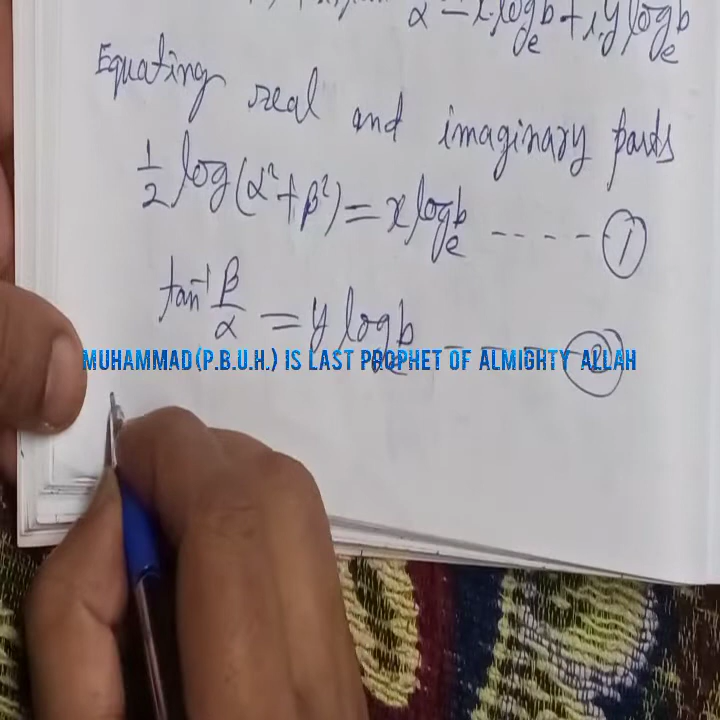 α = x.log_e b + i.y log_e b
Equating real and imaginary parts
1/2 log(α² + β²) = x log_e b ----- ①
tan⁻¹ β/α = y log_e b ----- ②
MUHAMMAD(P.B.U.H.) IS LAST PROPHET OF ALMIGHTY ALLAH